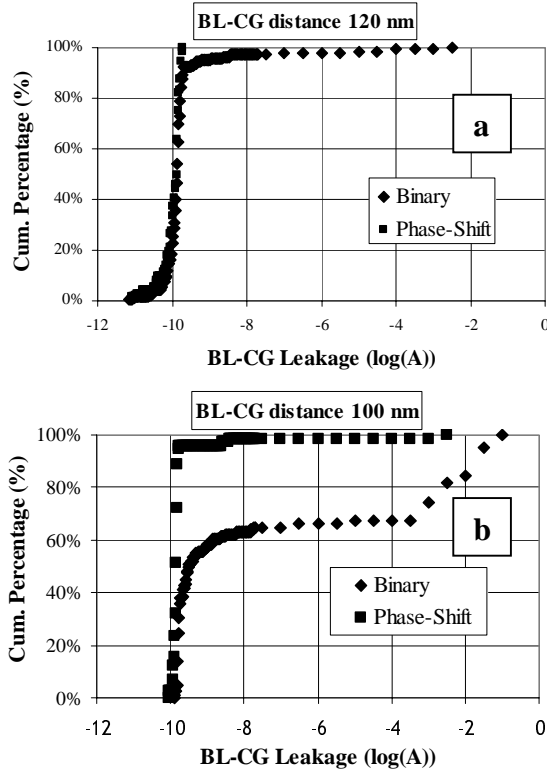 BL-CG distance 120 nm
100%
80%
60%
40%
20%
0%
Cum. Percentage (%)
a
Binary
Phase-Shift
-12
-10
-8
-6
-4
-2
0
BL-CG Leakage (log(A))
BL-CG distance 100 nm
100%
80%
60%
40%
20%
0%
Cum. Percentage (%)
b
Binary
Phase-Shift
-12
-10
-8
-6
-4
-2
0
BL-CG Leakage (log(A))